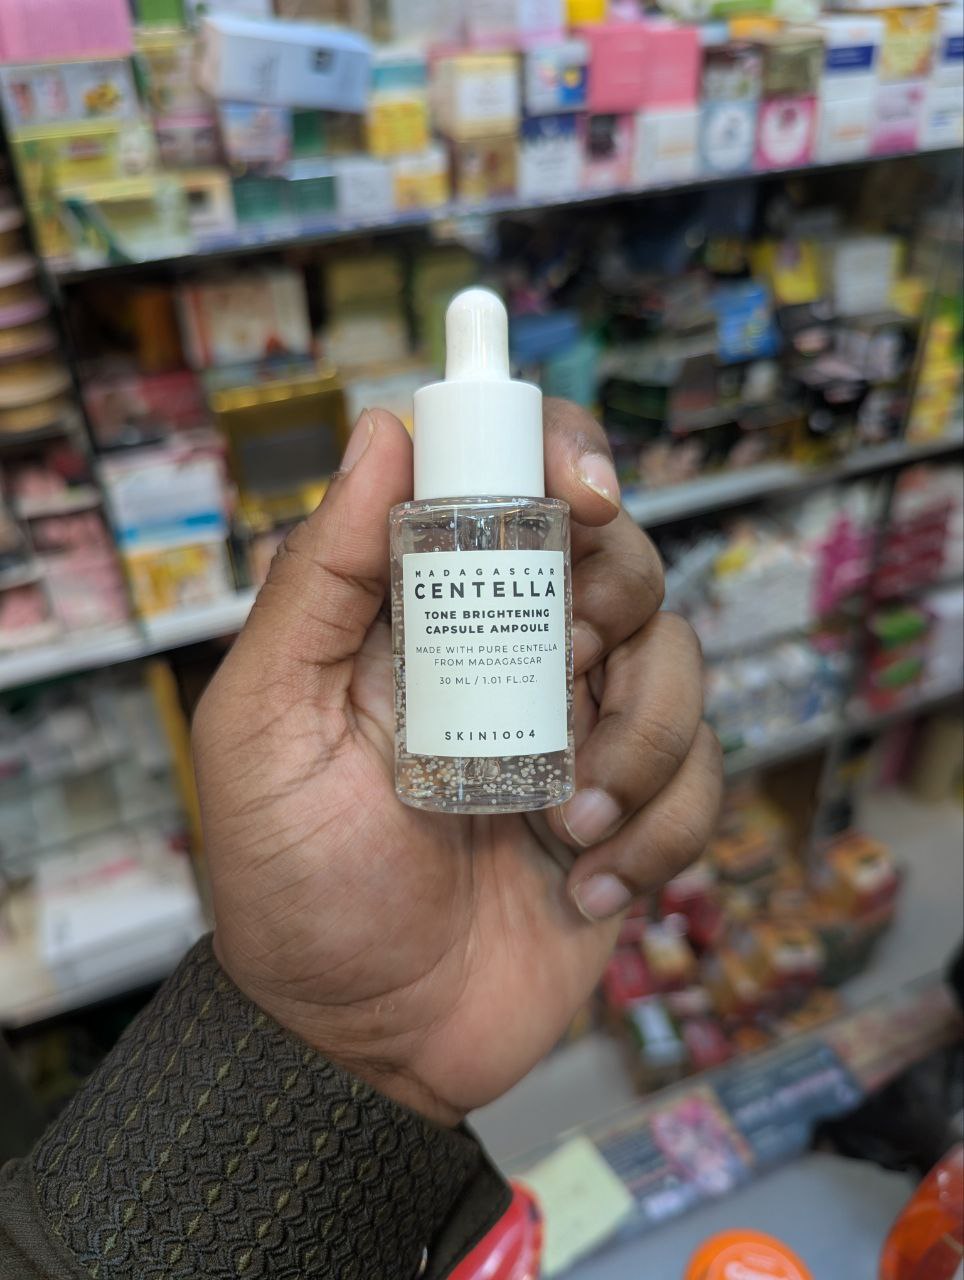 MADAGASCAR
CENTELLA
TONE BRIGHTENING
CAPSULE AMPOULE
MADE WITH PURE CENTELLA
FROM MADAGASCAR
30 ML / 1.01 FL.OZ.
SKIN1004